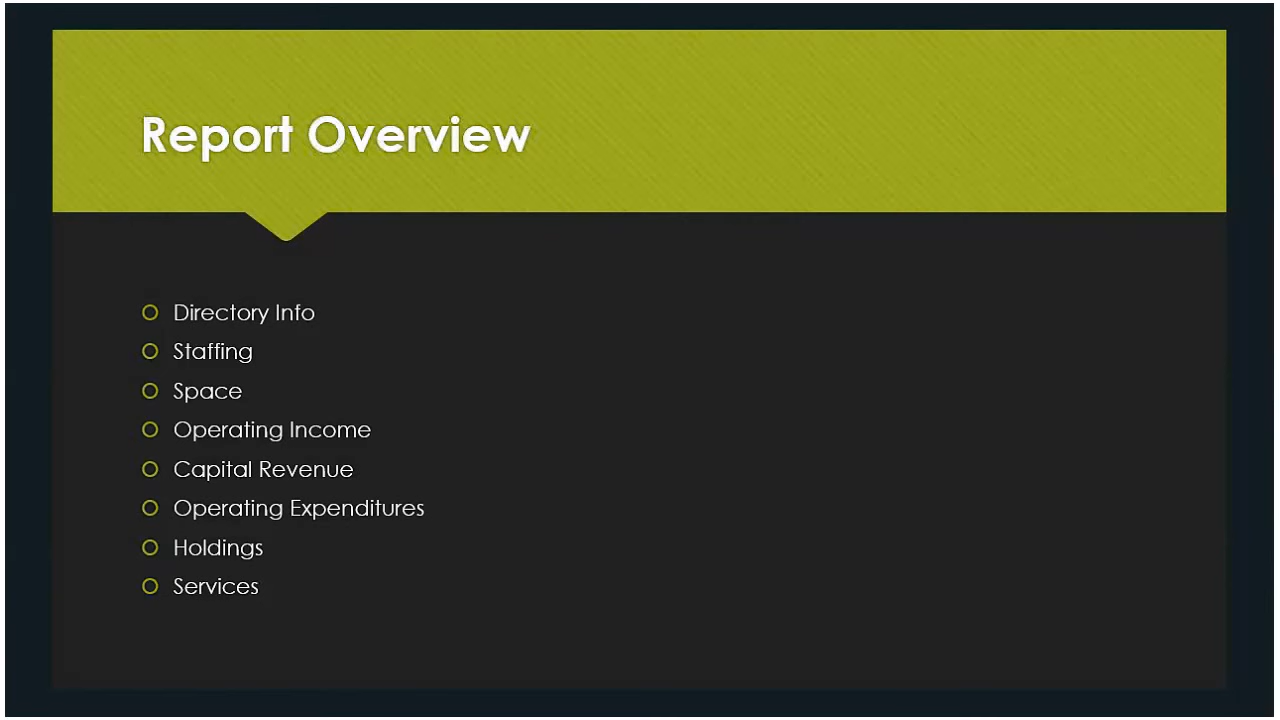 Report Overview
Directory Info
Staffing
Space
Operating Income
Capital Revenue
Operating Expenditures
Holdings
Services